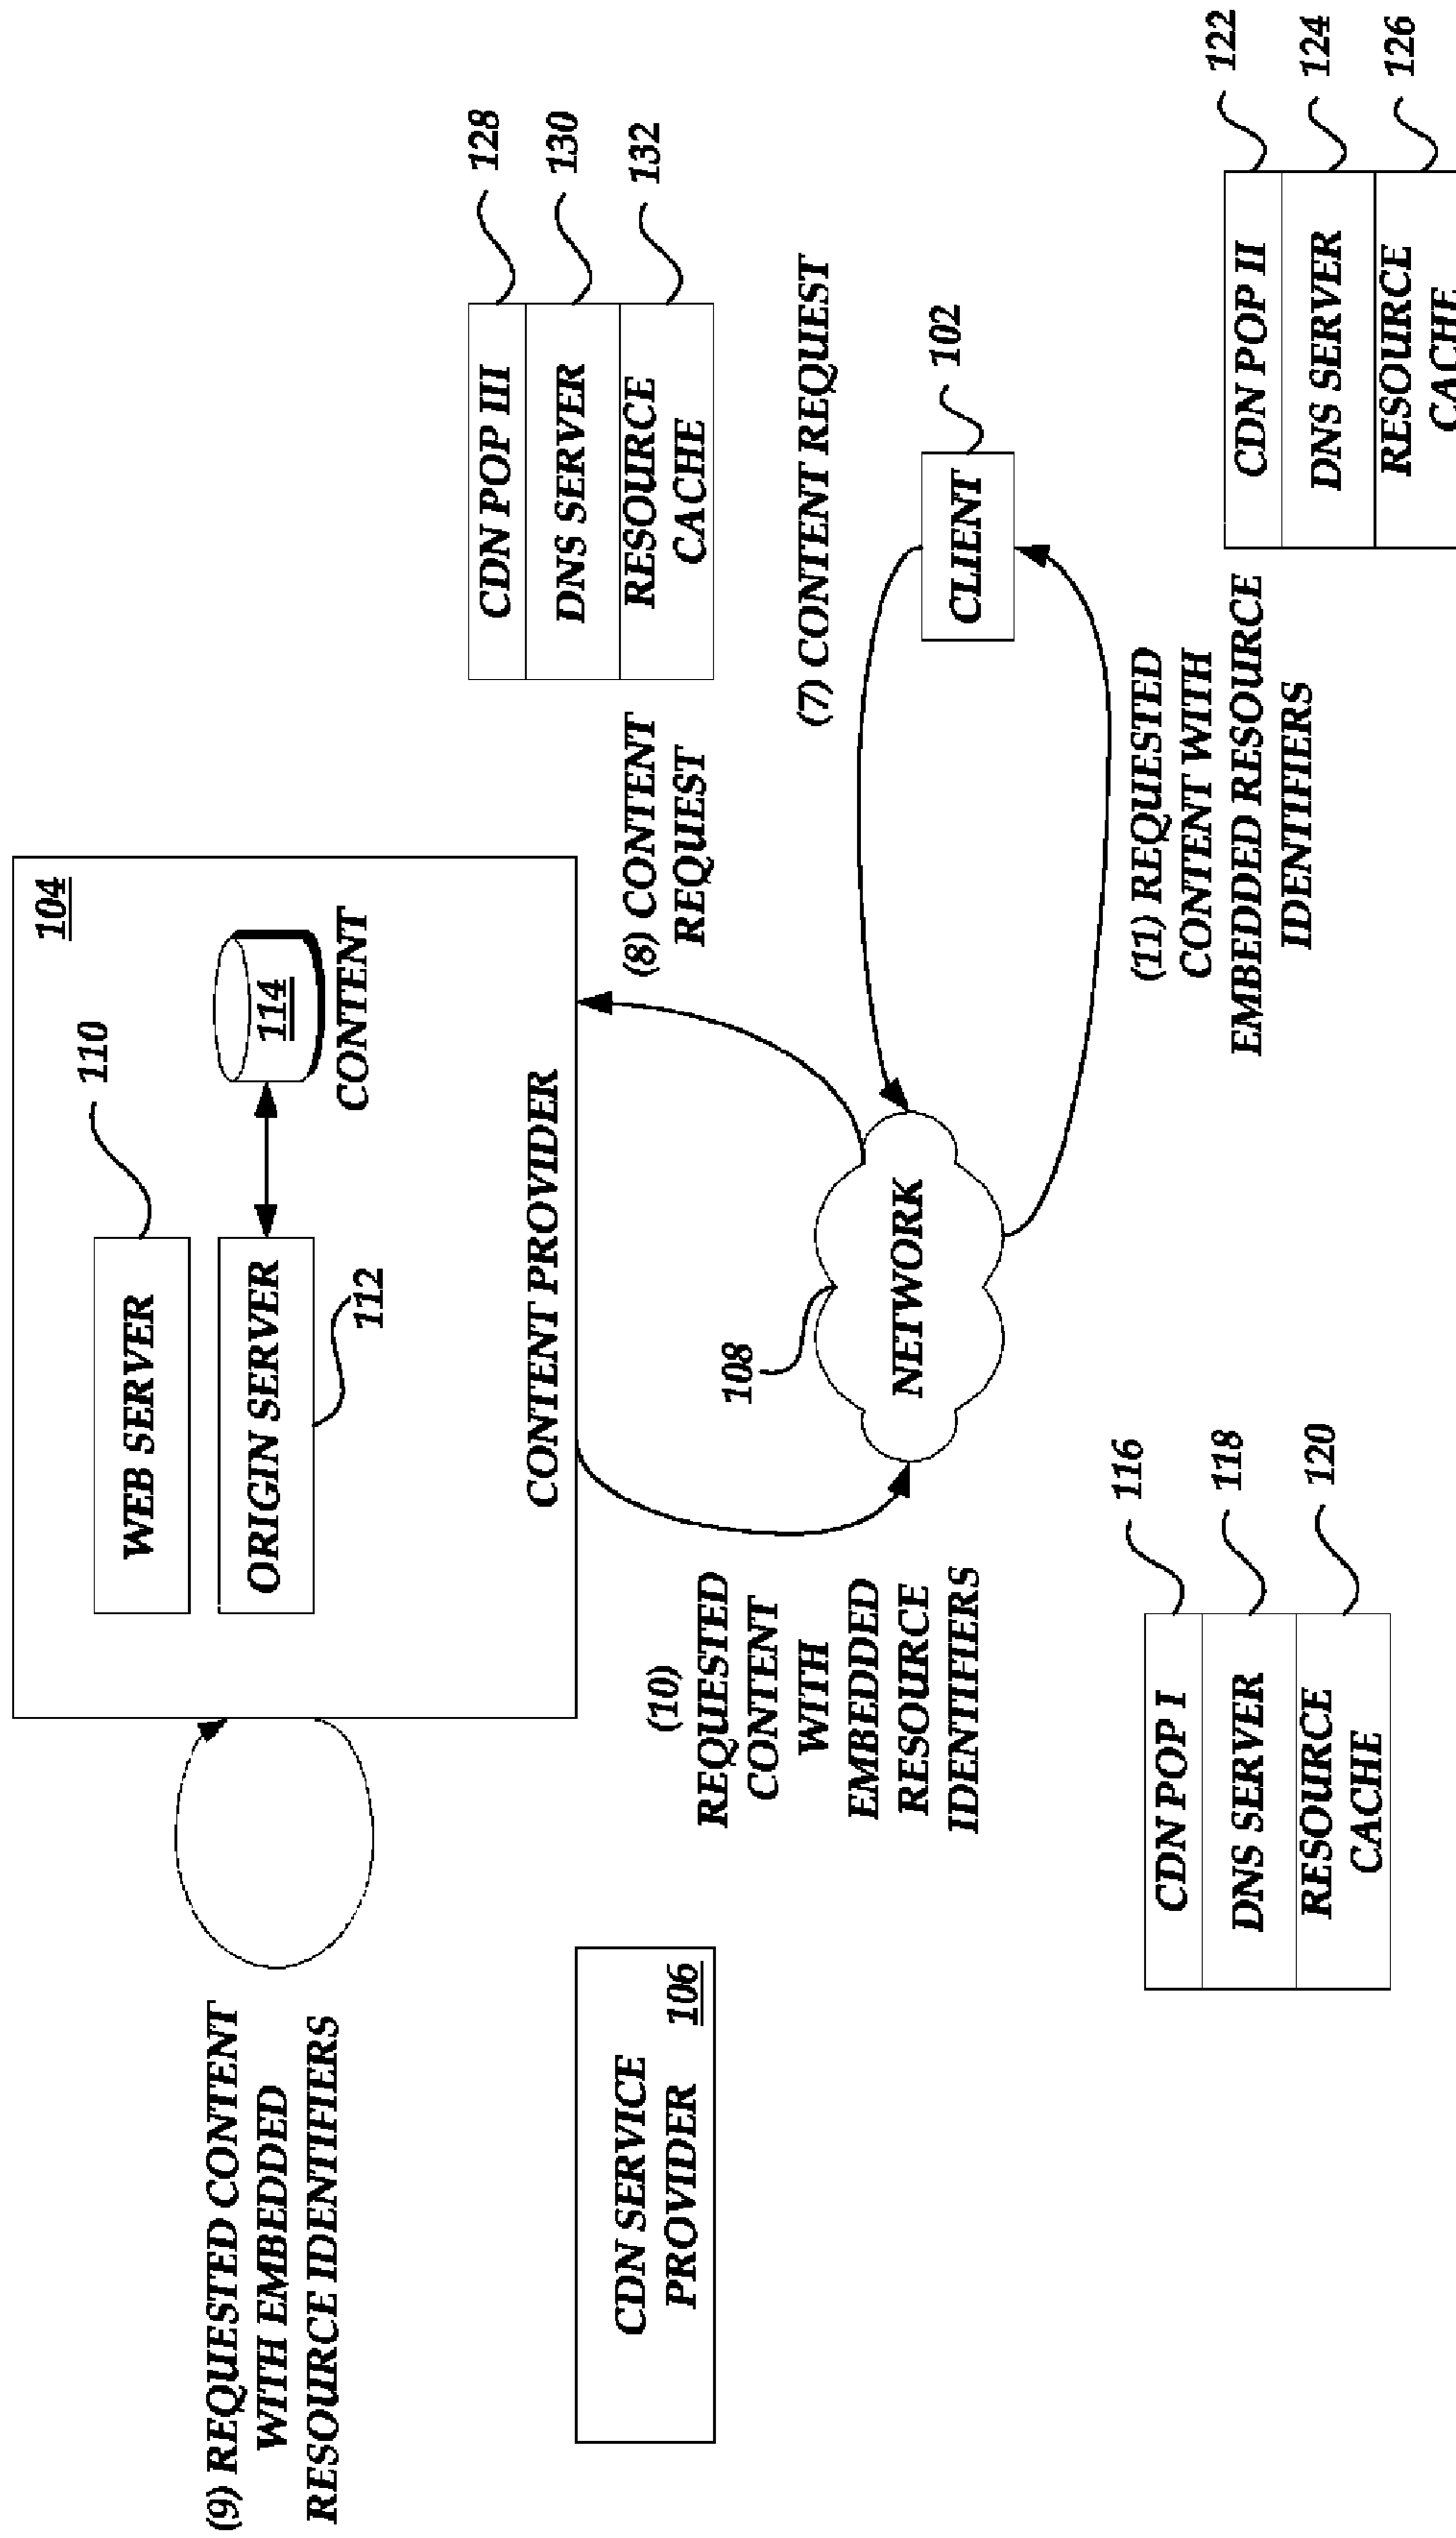 104
WEB SERVER
110
ORIGIN SERVER
112
114
CONTENT
CONTENT PROVIDER
(9) REQUESTED CONTENT
WITH EMBEDDED
RESOURCE IDENTIFIERS
CDN SERVICE
PROVIDER 106
(10)
REQUESTED
CONTENT
WITH
EMBEDDED
RESOURCE
IDENTIFIERS
(8) CONTENT
REQUEST
CDN POP III
128
DNS SERVER
130
RESOURCE
CACHE
132
108
NETWORK
(7) CONTENT REQUEST
CLIENT
102
(11) REQUESTED
CONTENT WITH
EMBEDDED RESOURCE
IDENTIFIERS
CDN POP I
116
DNS SERVER
118
RESOURCE
CACHE
120
CDN POP II
122
DNS SERVER
124
RESOURCE
CACHE
126